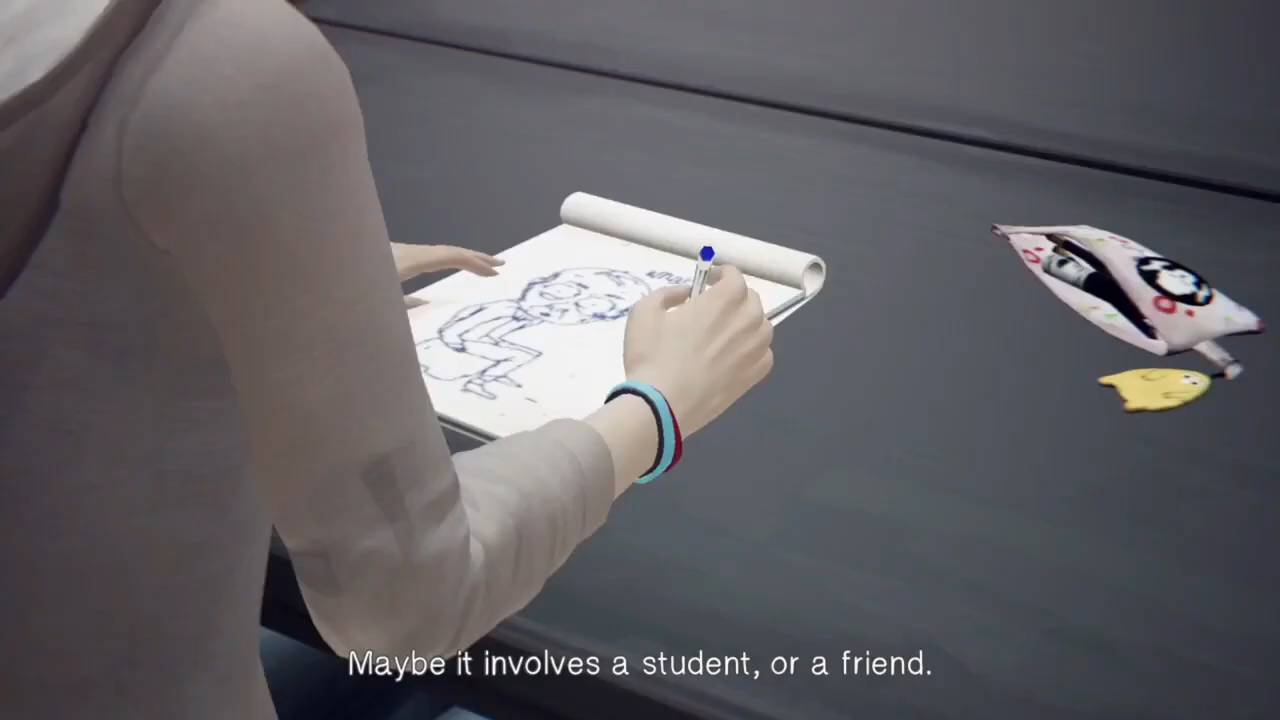 Maybe it involves a student, or a friend.